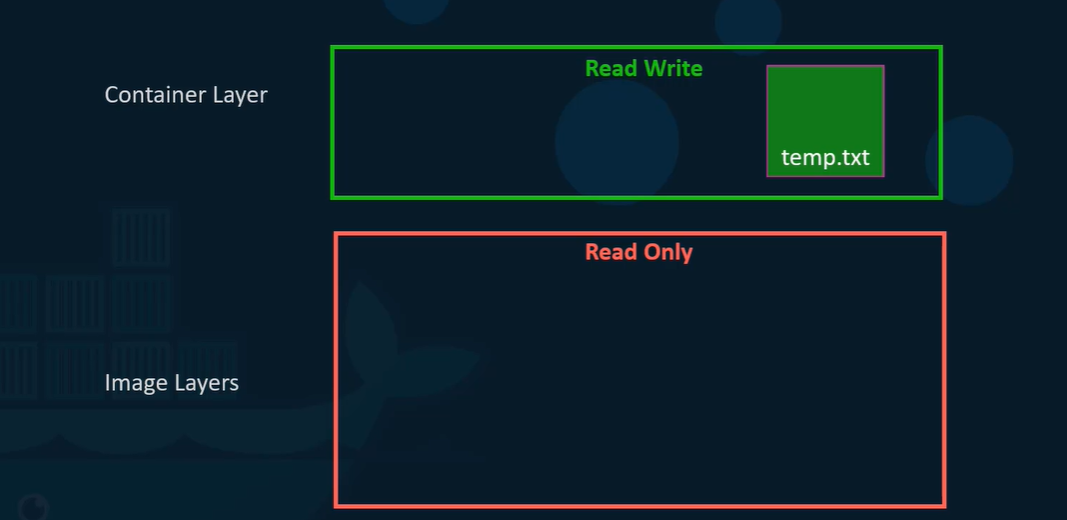 Read Write
Container Layer
temp.txt
Read Only
Image Layers